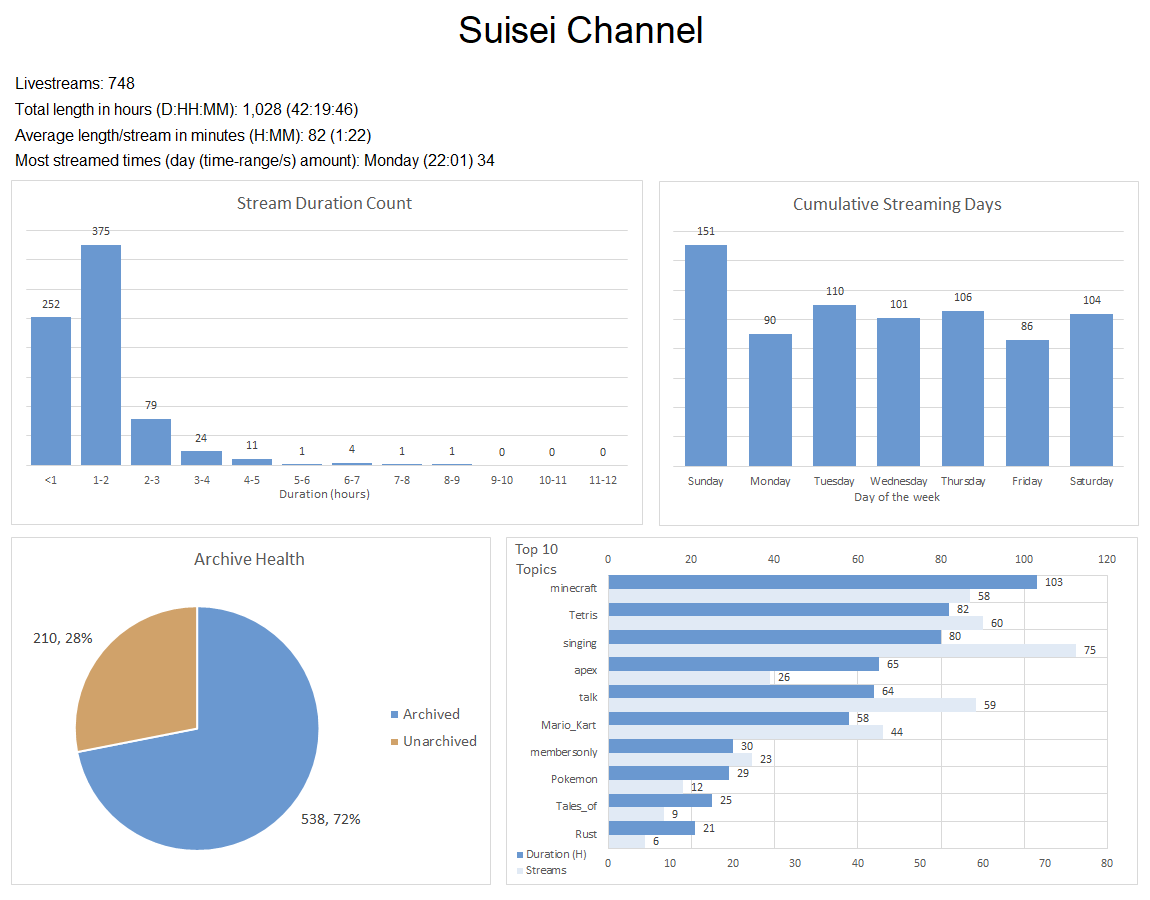 Suisei Channel
Livestreams: 748
Total length in hours (D:HH:MM): 1,028 (42:19:46)
Average length/stream in minutes (H:MM): 82 (1:22)
Most streamed times (day (time-range/s) amount): Monday (22:01) 34
Stream Duration Count
252
375
79
24
11
1
4
1
1
0
0
0
<1
1-2
2-3
3-4
4-5
5-6
6-7
7-8
8-9
9-10
10-11
11-12
Duration (hours)
Cumulative Streaming Days
151
90
110
101
106
86
104
Sunday
Monday
Tuesday
Wednesday
Thursday
Friday
Saturday
Day of the week
Archive Health
210, 28%
538, 72%
Archived
Unarchived
Top 10
Topics
0
20
40
60
80
100
120
minecraft
103
58
Tetris
82
60
singing
80
75
apex
65
26
talk
64
59
Mario_Kart
58
44
membersonly
30
23
Pokemon
29
12
Tales_of
25
9
Rust
21
6
Duration (H)
Streams
0
10
20
30
40
50
60
70
80